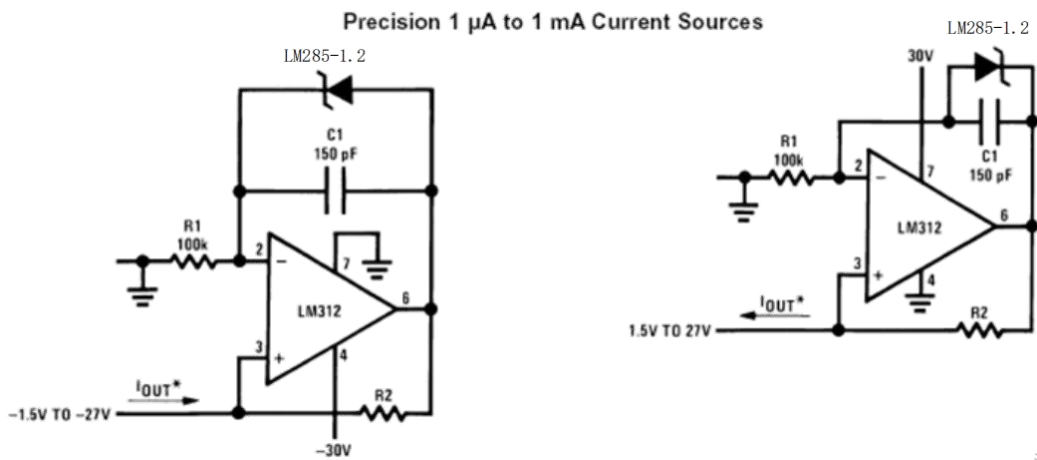 Precision 1 µA to 1 mA Current Sources
LM285-1.2
C1
150 pF
R1
100k
2
7
LM312
6
3
4
IOUT*
R2
–1.5V TO –27V
–30V
LM285-1.2
30V
R1
100k
C1
150 pF
2
7
LM312
6
3
4
IOUT*
R2
1.5V TO 27V